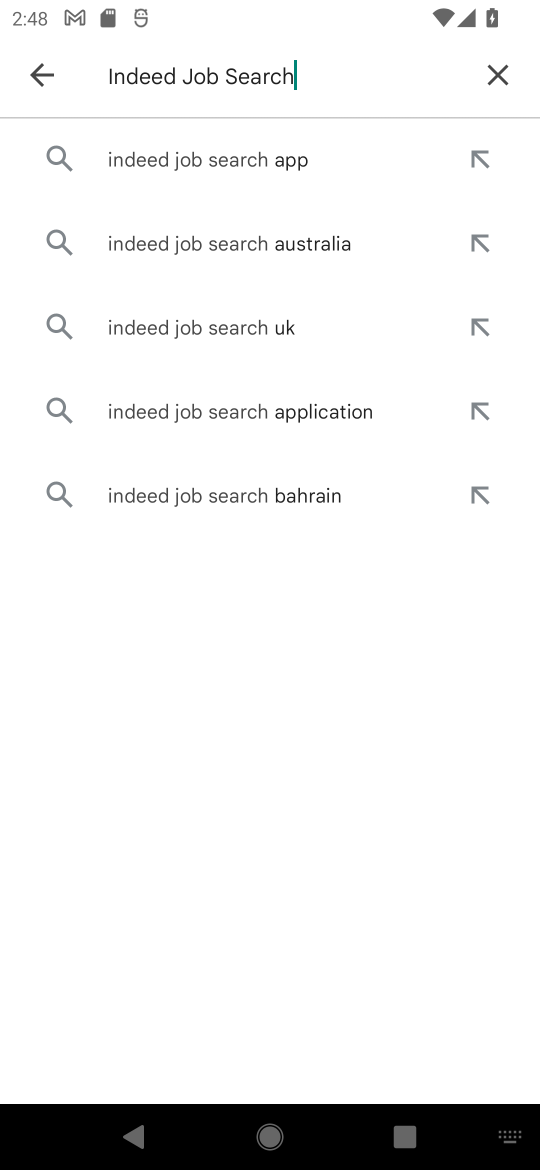 2:48
Indeed Job Search
indeed job search app
indeed job search australia
indeed job search uk
indeed job search application
indeed job search bahrain